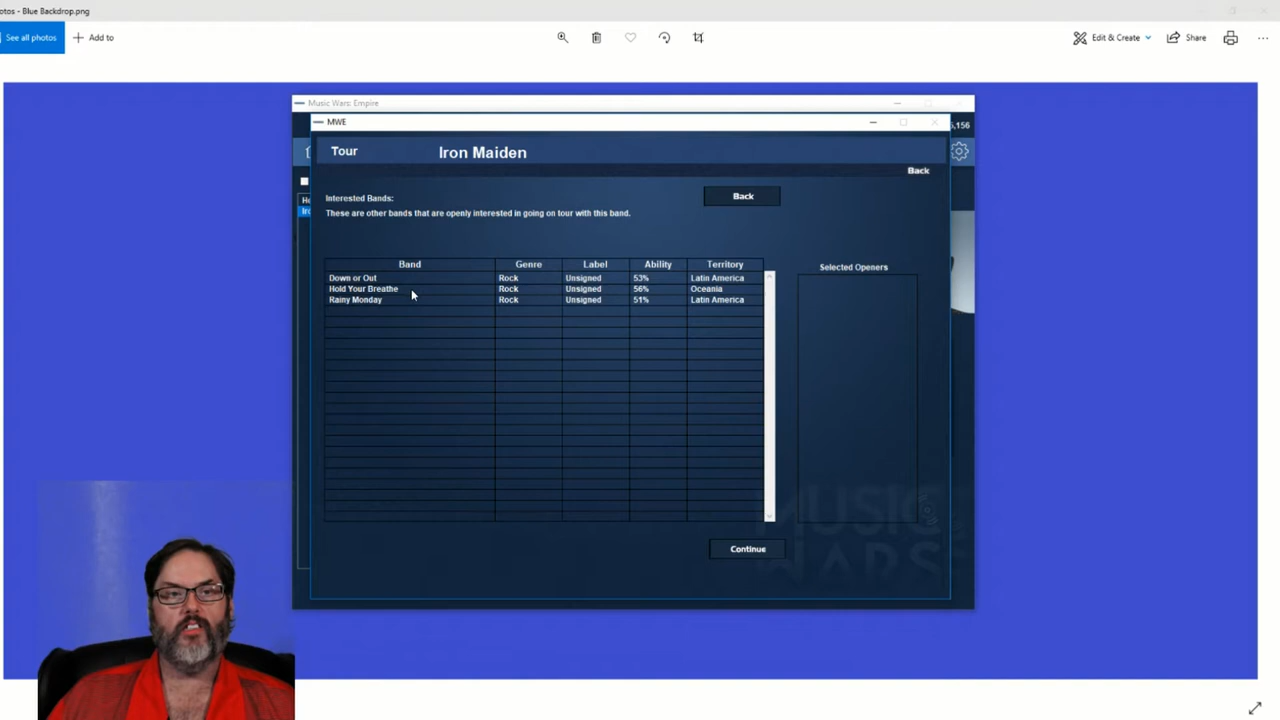 otos - Blue Backdrop.png
See all photos
Add to
Edit & Create
Share
Music Wars: Empire
MWE
,156
Tour
Iron Maiden
Back
Interested Bands:
Back
These are other bands that are openly interested in going on tour with this band.
Band Genre Label Ability Territory
Selected Openers
Down or Out Rock Unsigned 53% Latin America
Hold Your Breathe Rock Unsigned 56% Oceania
Rainy Monday Rock Unsigned 51% Latin America
MUSIC
WARS
Continue